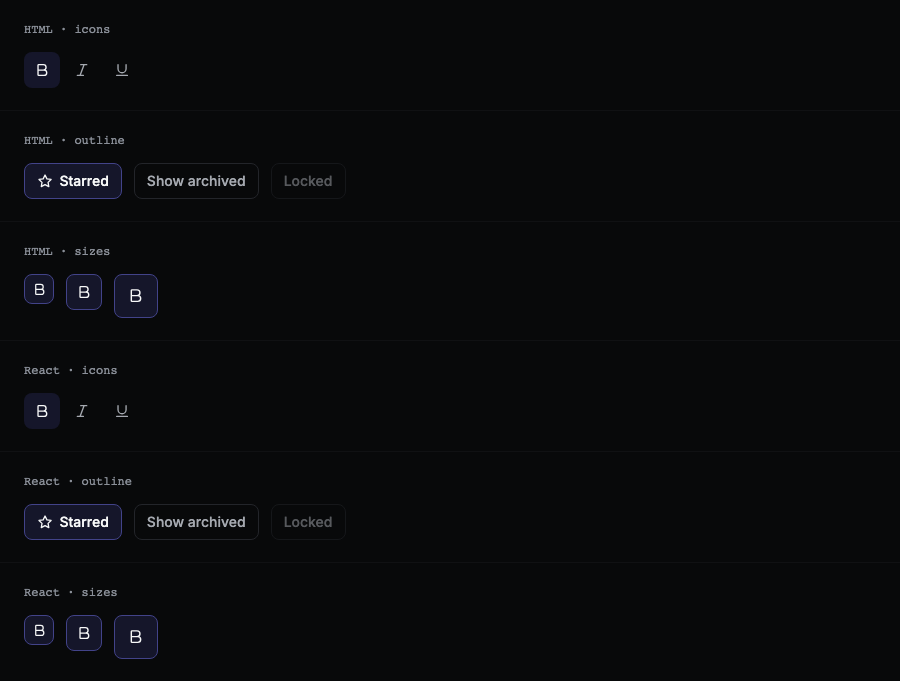 HTML • icons
B I U
HTML • outline
Starred Show archived Locked
HTML • sizes
B B B
React • icons
B I U
React • outline
Starred Show archived Locked
React • sizes
B B B